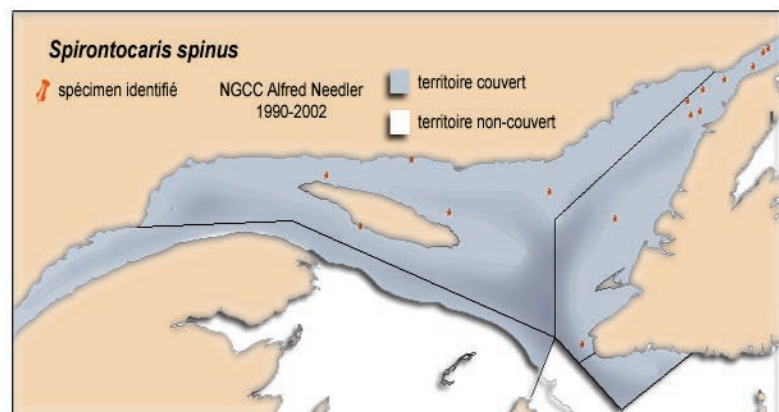 Spirontocaris spinus
spécimen identifié
NGCC Alfred Needler
1990-2002
territoire couvert
territoire non-couvert